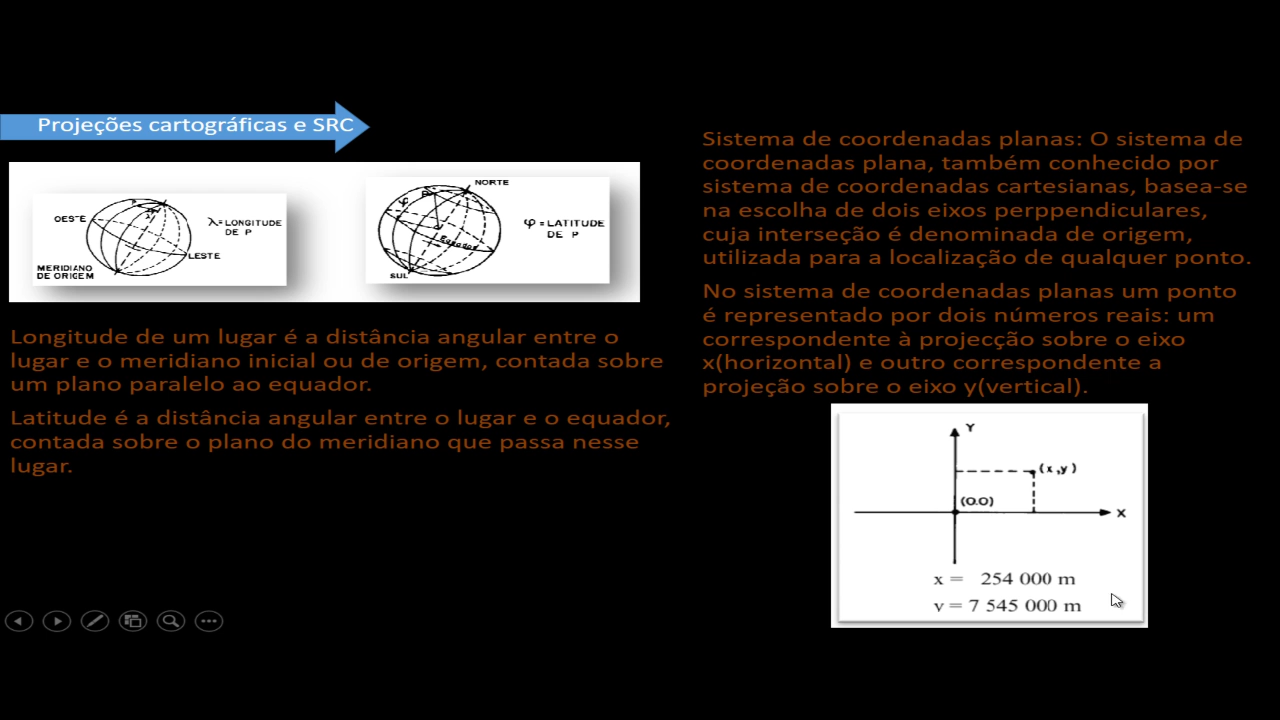 Projeções cartográficas e SRC
OESTE
λ=LONGITUDE
DE P
LESTE
MERIDIANO
DE ORIGEM
NORTE
P
φ
φ=LATITUDE
DE P
Equador
SUL
Longitude de um lugar é a distância angular entre o
lugar e o meridiano inicial ou de origem, contada sobre
um plano paralelo ao equador.
Latitude é a distância angular entre o lugar e o equador,
contada sobre o plano do meridiano que passa nesse
lugar.
Sistema de coordenadas planas: O sistema de
coordenadas plana, também conhecido por
sistema de coordenadas cartesianas, basea-se
na escolha de dois eixos perppendiculares,
cuja interseção é denominada de origem,
utilizada para a localização de qualquer ponto.
No sistema de coordenadas planas um ponto
é representado por dois números reais: um
correspondente à projecção sobre o eixo
x(horizontal) e outro correspondente a
projeção sobre o eixo y(vertical).
Y
(x,y)
(0.0)
X
x = 254 000 m
y = 7 545 000 m